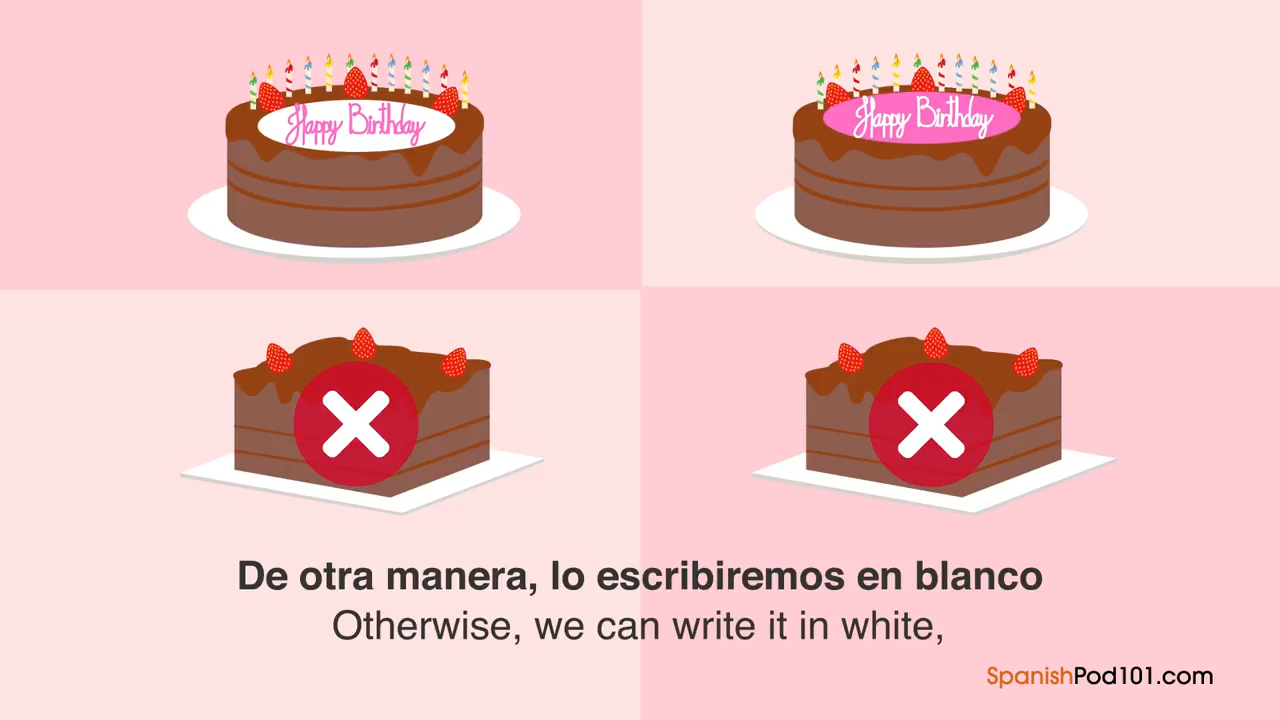 Happy Birthday
Happy Birthday
De otra manera, lo escribiremos en blanco
Otherwise, we can write it in white,
SpanishPod101.com